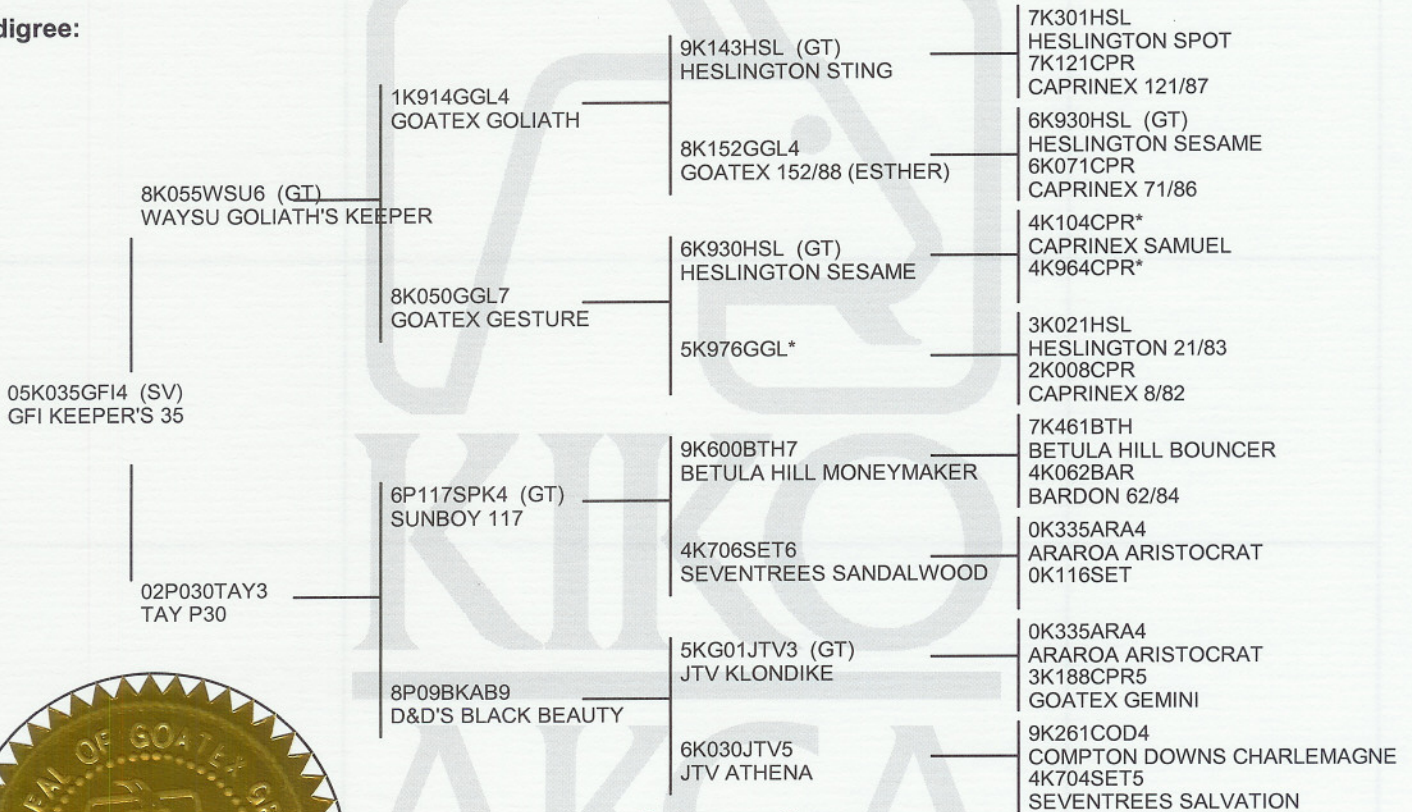 digree:
7K301HSL
HESLINGTON SPOT
7K121CPR
CAPRINEX 121/87
9K143HSL (GT)
HESLINGTON STING
1K914GGL4
GOATEX GOLIATH
6K930HSL (GT)
HESLINGTON SESAME
6K071CPR
CAPRINEX 71/86
8K152GGL4
GOATEX 152/88 (ESTHER)
8K055WSU6 (GT)
WAYSU GOLIATH'S KEEPER
4K104CPR*
CAPRINEX SAMUEL
4K964CPR*
6K930HSL (GT)
HESLINGTON SESAME
8K050GGL7
GOATEX GESTURE
3K021HSL
HESLINGTON 21/83
2K008CPR
CAPRINEX 8/82
5K976GGL*
05K035GFI4 (SV)
GFI KEEPER'S 35
7K461BTH
BETULA HILL BOUNCER
4K062BAR
BARDON 62/84
9K600BTH7
BETULA HILL MONEYMAKER
6P117SPK4 (GT)
SUNBOY 117
0K335ARA4
ARAROA ARISTOCRAT
0K116SET
4K706SET6
SEVENTREES SANDALWOOD
02P030TAY3
TAY P30
0K335ARA4
ARAROA ARISTOCRAT
3K188CPR5
GOATEX GEMINI
5KG01JTV3 (GT)
JTV KLONDIKE
8P09BKAB9
D&D'S BLACK BEAUTY
9K261COD4
COMPTON DOWNS CHARLEMAGNE
4K704SET5
SEVENTREES SALVATION
6K030JTV5
JTV ATHENA
KIKO
AKGA
SEAL OF GOATEX